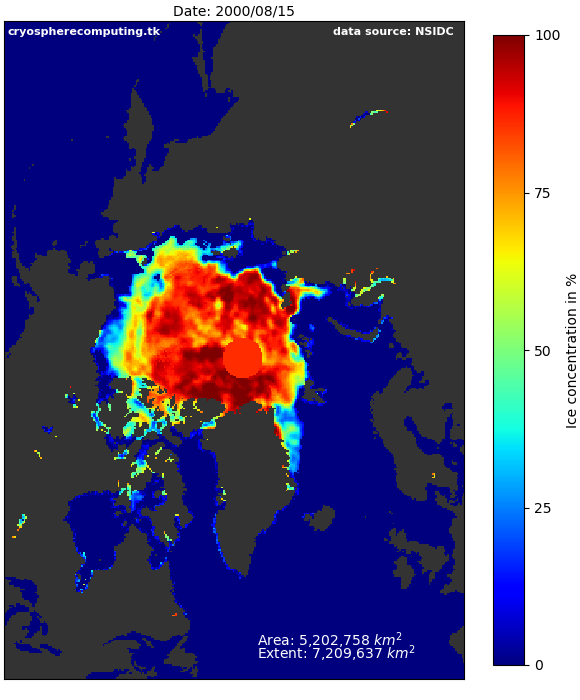 Date: 2000/08/15
cryospherecomputing.tk
data source: NSIDC
100
75
50
25
0
Ice concentration in %
Area: 5,202,758 km²
Extent: 7,209,637 km²